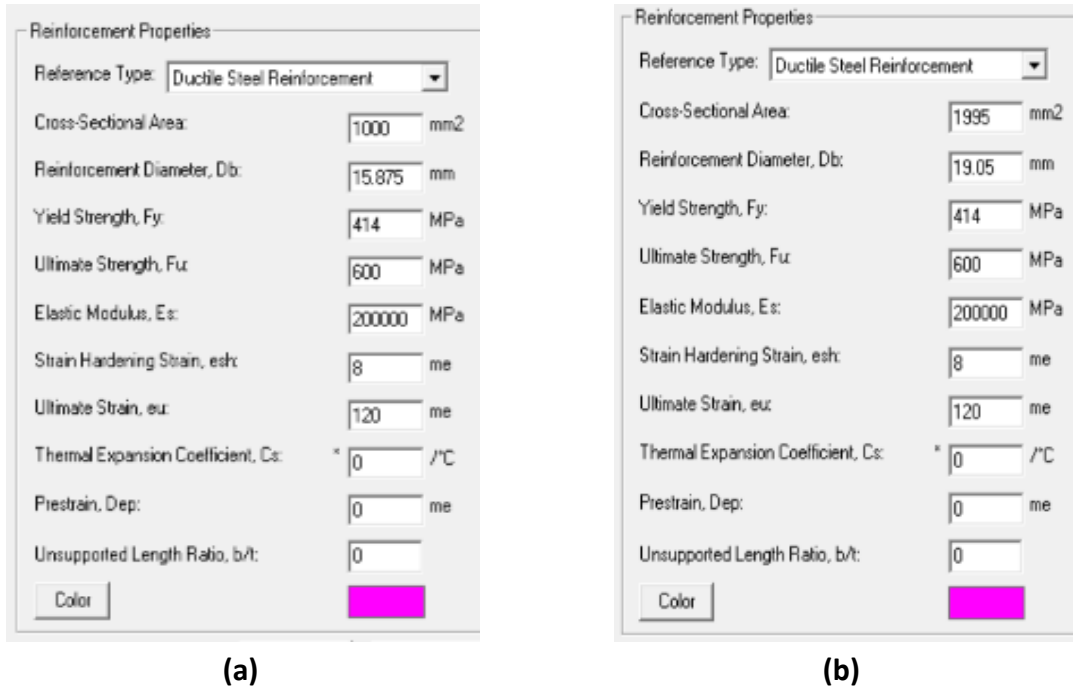 Reinforcement Properties
Reference Type: Ductile Steel Reinforcement
Cross-Sectional Area: 1000 mm2
Reinforcement Diameter, Db: 15.875 mm
Yield Strength, Fy: 414 MPa
Ultimate Strength, Fu: 600 MPa
Elastic Modulus, Es: 200000 MPa
Strain Hardening Strain, esh: 8 me
Ultimate Strain, eu: 120 me
Thermal Expansion Coefficient, Cs: * 0 /°C
Prestrain, Dep: 0 me
Unsupported Length Ratio, b/t: 0
Color
(a)
Reinforcement Properties
Reference Type: Ductile Steel Reinforcement
Cross-Sectional Area: 1995 mm2
Reinforcement Diameter, Db: 19.05 mm
Yield Strength, Fy: 414 MPa
Ultimate Strength, Fu: 600 MPa
Elastic Modulus, Es: 200000 MPa
Strain Hardening Strain, esh: 8 me
Ultimate Strain, eu: 120 me
Thermal Expansion Coefficient, Cs: * 0 /°C
Prestrain, Dep: 0 me
Unsupported Length Ratio, b/t: 0
Color
(b)